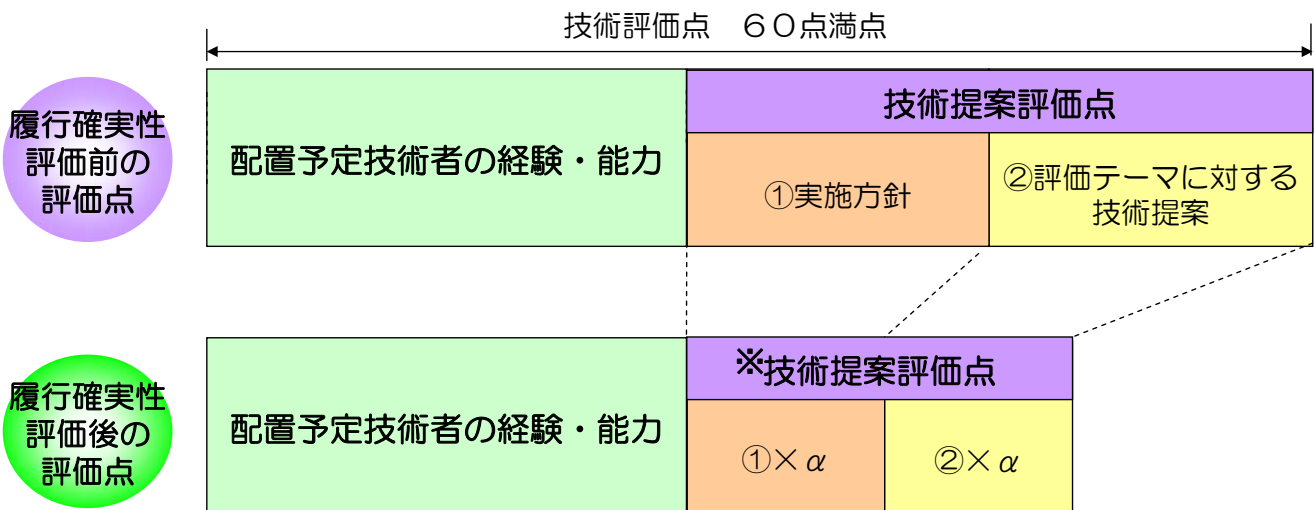 技術評価点　６０点満点
履行確実性
評価前の
評価点
配置予定技術者の経験・能力
技術提案評価点
①実施方針
②評価テーマに対する
技術提案
履行確実性
評価後の
評価点
配置予定技術者の経験・能力
※技術提案評価点
①×α
②×α